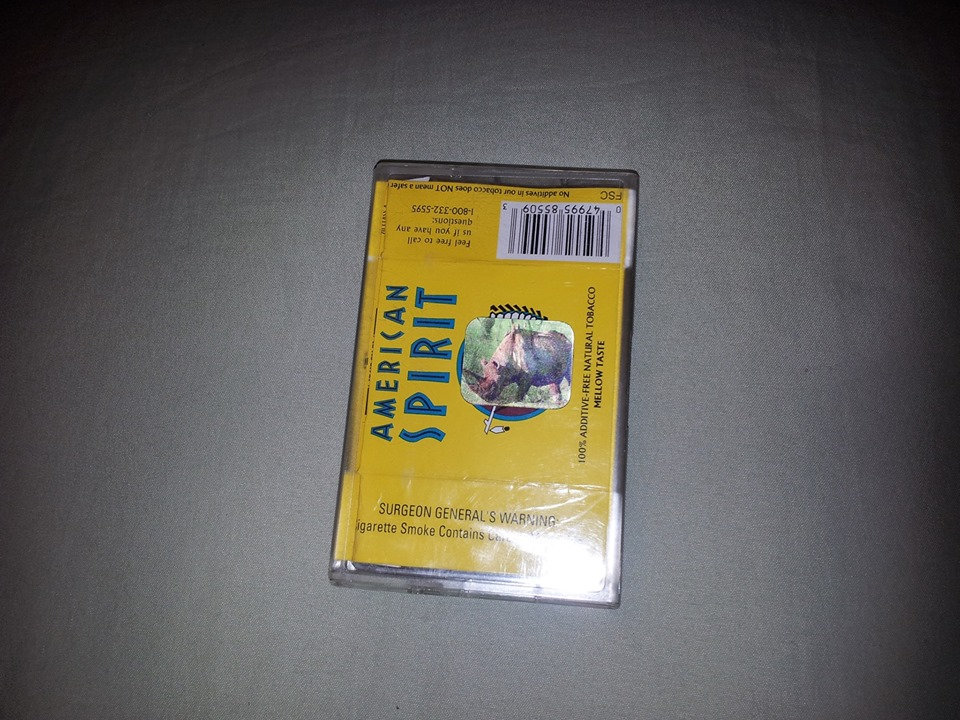 No additives in our tobacco does NOT mean a safer
FSC
0 47995 85509 3
Feel free to call
us if you have any
questions:
1-800-332-5595
AMERICAN
SPIRIT
100% ADDITIVE-FREE NATURAL TOBACCO
MELLOW TASTE
SURGEON GENERAL'S WARNING:
igarette Smoke Contains